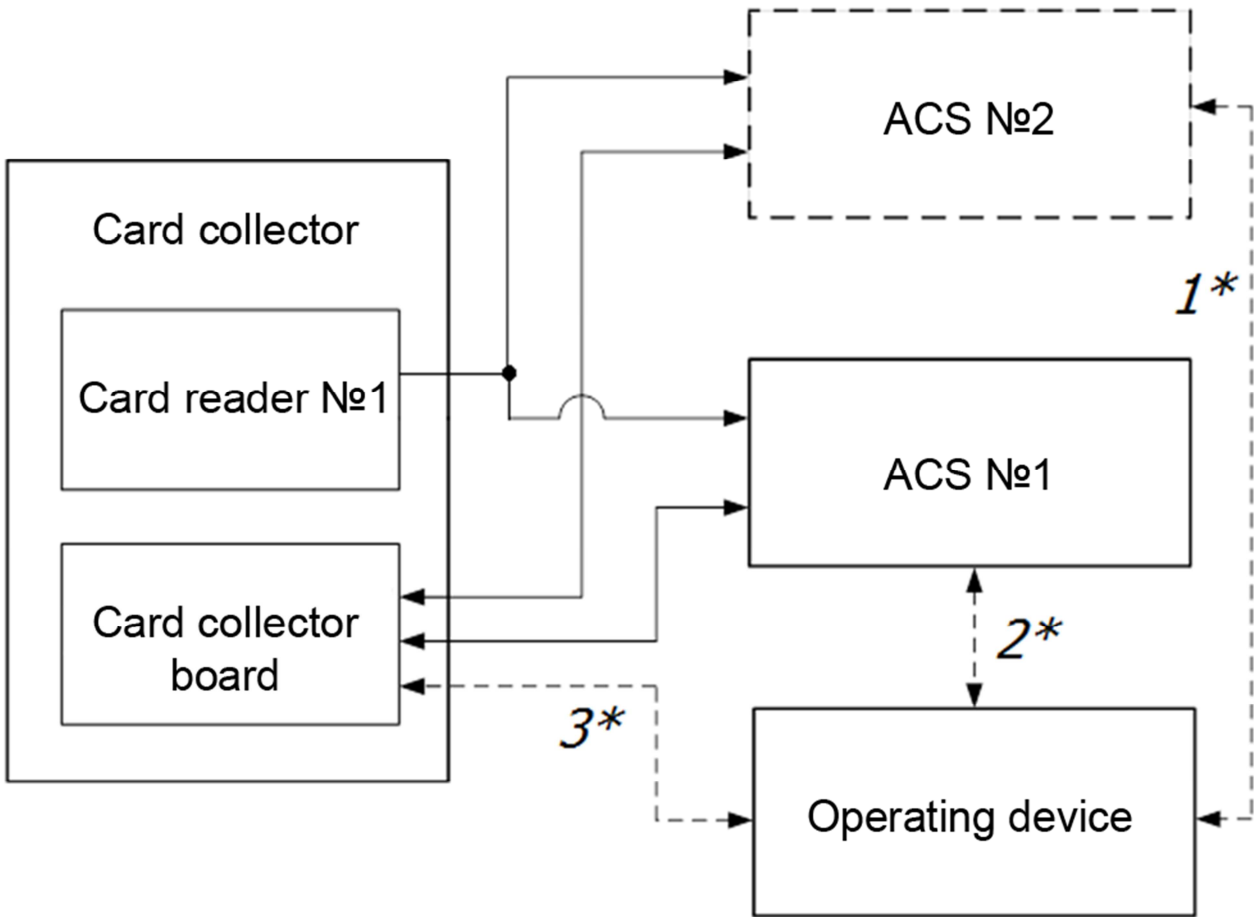 ACS №2
Card collector
1*
Card reader №1
ACS №1
Card collector
board
2*
3*
Operating device